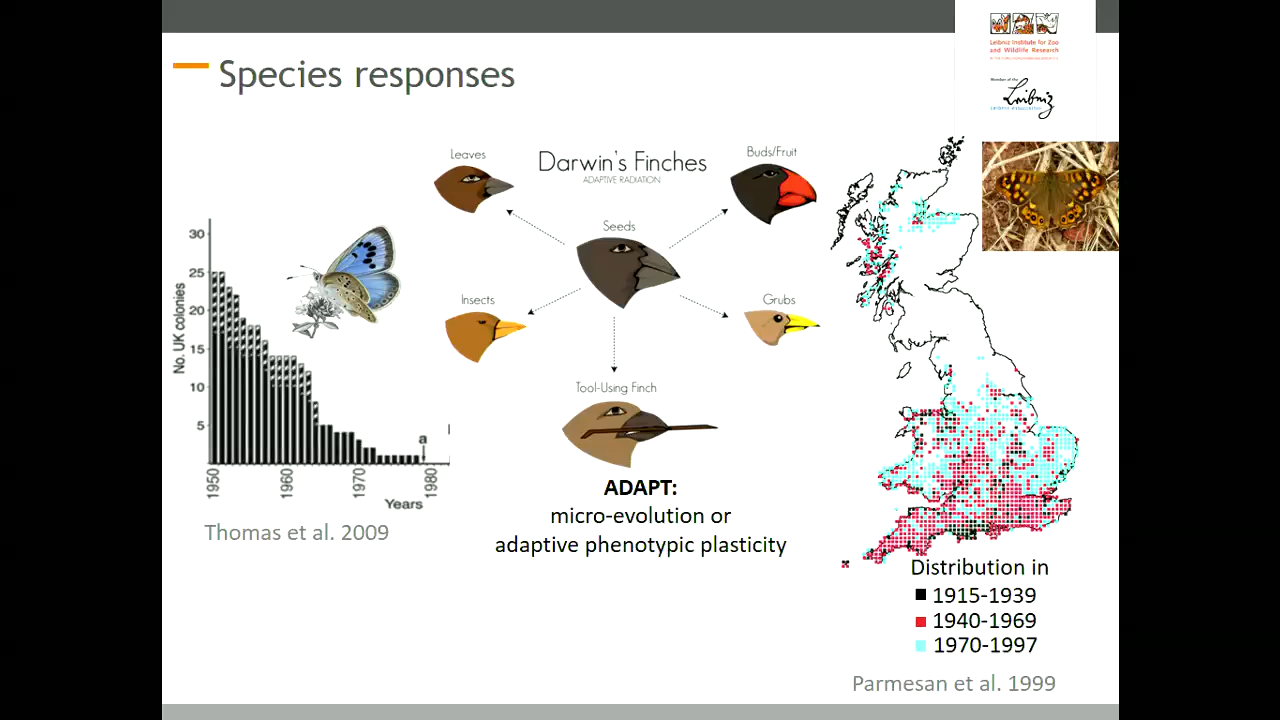 Species responses
Leibniz Institute for Zoo
and Wildlife Research
Member of the
Leibniz
Leaves
Darwin's Finches
ADAPTIVE RADIATION
Buds/Fruit
Seeds
Insects
Grubs
Tool-Using Finch
No. UK colonies
30
25
20
15
10
5
a
1950
1960
1970
1980
Years
Thomas et al. 2009
ADAPT:
micro-evolution or
adaptive phenotypic plasticity
Distribution in
1915-1939
1940-1969
1970-1997
Parmesan et al. 1999